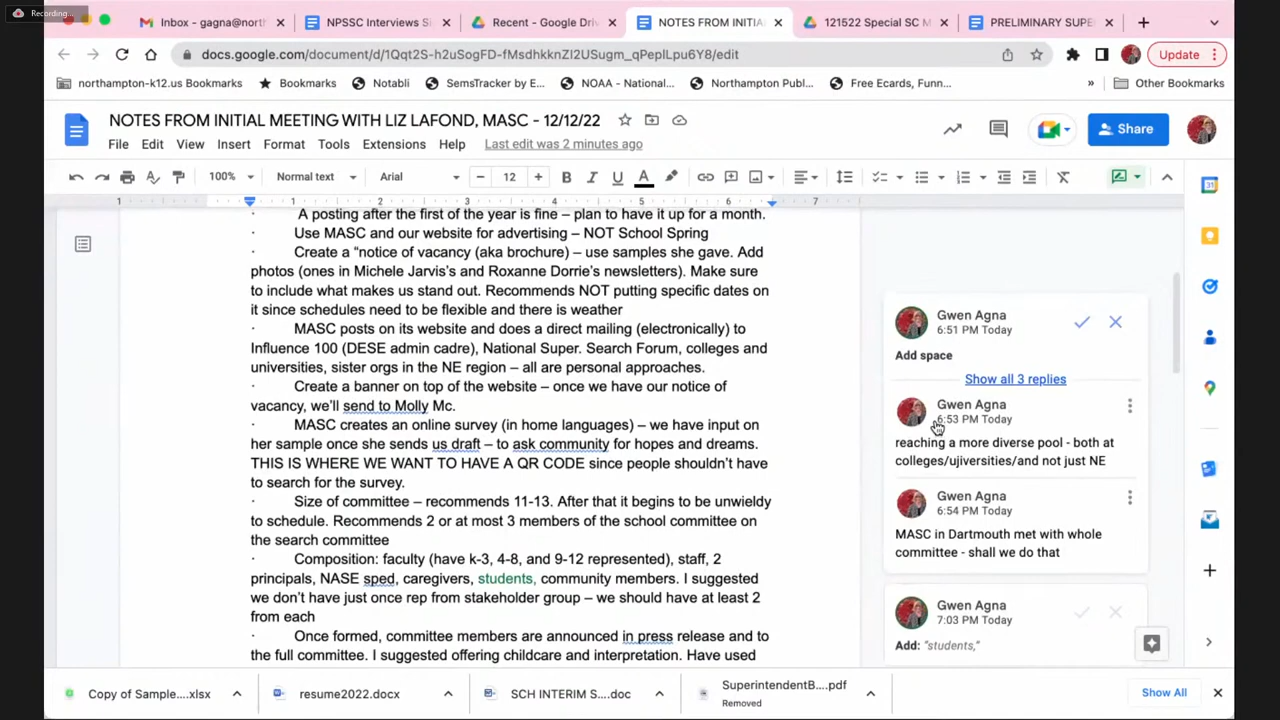 Recording...
Inbox - gagna@nort
NPSSC Interviews S
Recent - Google Driv
NOTES FROM INITIA
121522 Special SC M
PRELIMINARY SUPE
docs.google.com/document/d/1Qqt2S-h2uSogFD-fMsdhkknZI2USugm_qPeplLpu6Y8/edit
Update
northampton-k12.us Bookmarks
Bookmarks
Notabli
SemsTracker by E...
NOAA - National...
Northampton Publ...
Free Ecards, Funn...
»
Other Bookmarks
NOTES FROM INITIAL MEETING WITH LIZ LAFOND, MASC - 12/12/22
File Edit View Insert Format Tools Extensions Help Last edit was 2 minutes ago
Share
100% Normal text Arial 12 B I U A
1 1 2 3 4 5 6 7
· A posting after the first of the year is fine – plan to have it up for a month.
· Use MASC and our website for advertising – NOT School Spring
· Create a “notice of vacancy (aka brochure) – use samples she gave. Add
photos (ones in Michele Jarvis’s and Roxanne Dorrie’s newsletters). Make sure
to include what makes us stand out. Recommends NOT putting specific dates on
it since schedules need to be flexible and there is weather
· MASC posts on its website and does a direct mailing (electronically) to
Influence 100 (DESE admin cadre), National Super. Search Forum, colleges and
universities, sister orgs in the NE region – all are personal approaches.
· Create a banner on top of the website – once we have our notice of
vacancy, we’ll send to Molly Mc.
· MASC creates an online survey (in home languages) – we have input on
her sample once she sends us draft – to ask community for hopes and dreams.
THIS IS WHERE WE WANT TO HAVE A QR CODE since people shouldn’t have
to search for the survey.
· Size of committee – recommends 11-13. After that it begins to be unwieldy
to schedule. Recommends 2 or at most 3 members of the school committee on
the search committee
· Composition: faculty (have k-3, 4-8, and 9-12 represented), staff, 2
principals, NASE sped, caregivers, students, community members. I suggested
we don’t have just once rep from stakeholder group – we should have at least 2
from each
· Once formed, committee members are announced in press release and to
the full committee. I suggested offering childcare and interpretation. Have used
Gwen Agna
6:51 PM Today
Add space
Show all 3 replies
Gwen Agna
6:53 PM Today
reaching a more diverse pool - both at
colleges/ujiversities/and not just NE
Gwen Agna
6:54 PM Today
MASC in Dartmouth met with whole
committee - shall we do that
Gwen Agna
7:03 PM Today
Add: “students,”
Copy of Sample....xlsx
resume2022.docx
SCH INTERIM S....doc
SuperintendentB....pdf
Removed
Show All